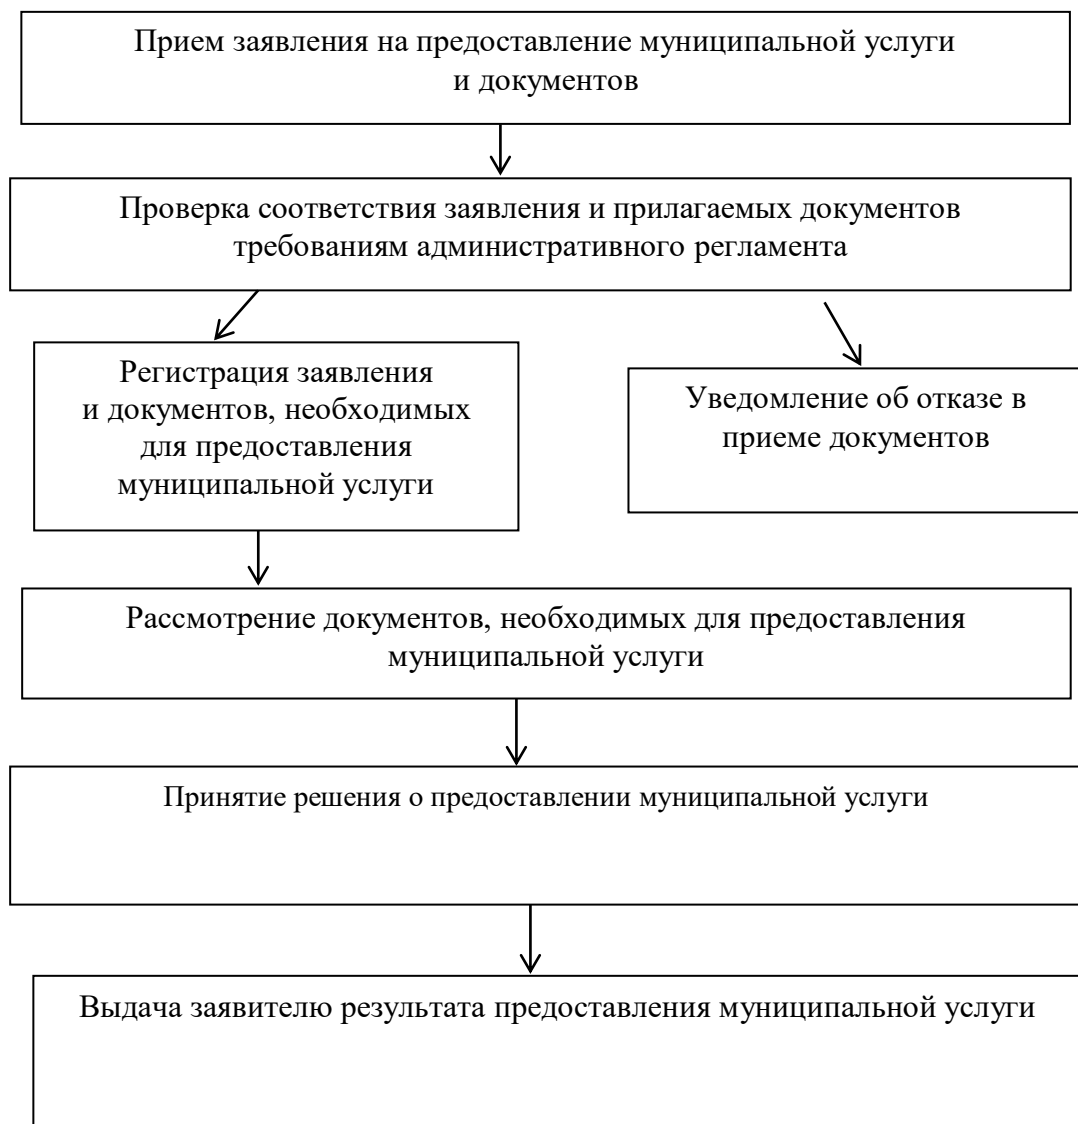 Прием заявления на предоставление муниципальной услуги
и документов
Проверка соответствия заявления и прилагаемых документов
требованиям административного регламента
Регистрация заявления
и документов, необходимых
для предоставления
муниципальной услуги
Уведомление об отказе в
приеме документов
Рассмотрение документов, необходимых для предоставления
муниципальной услуги
Принятие решения о предоставлении муниципальной услуги
Выдача заявителю результата предоставления муниципальной услуги